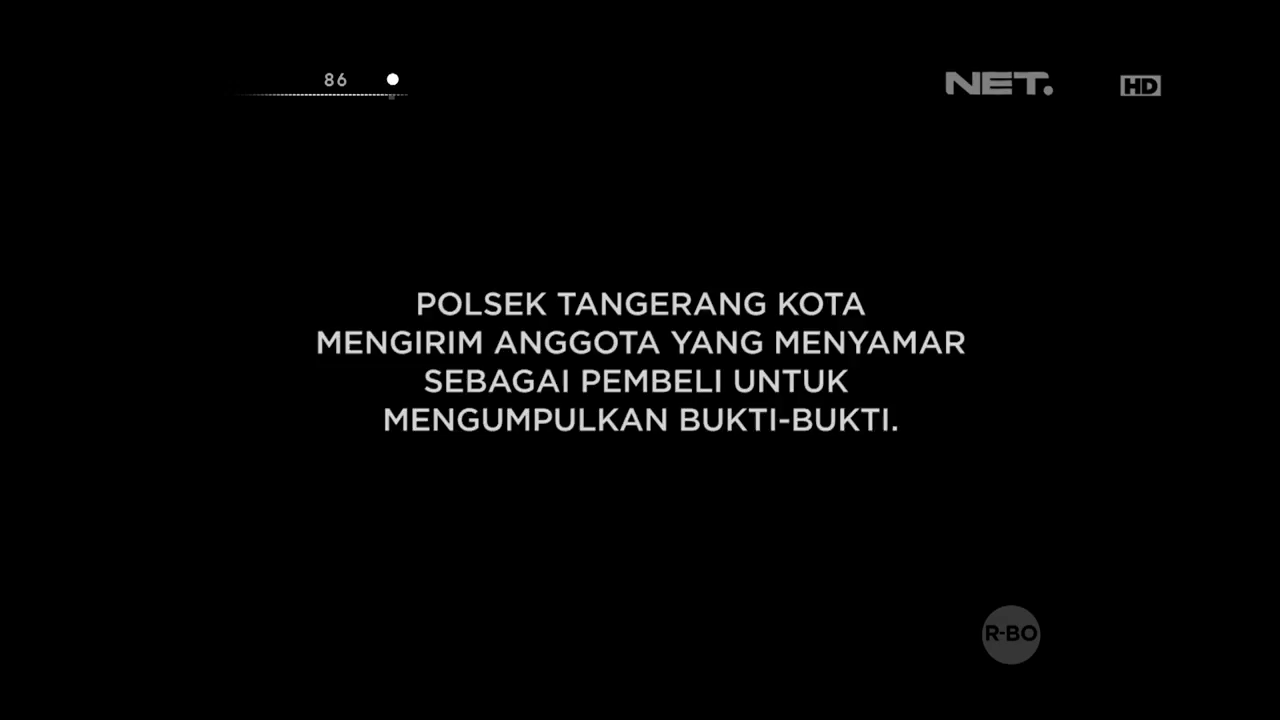 86
NET.
HD
POLSEK TANGERANG KOTA
MENGIRIM ANGGOTA YANG MENYAMAR
SEBAGAI PEMBELI UNTUK
MENGUMPULKAN BUKTI-BUKTI.
R-BO